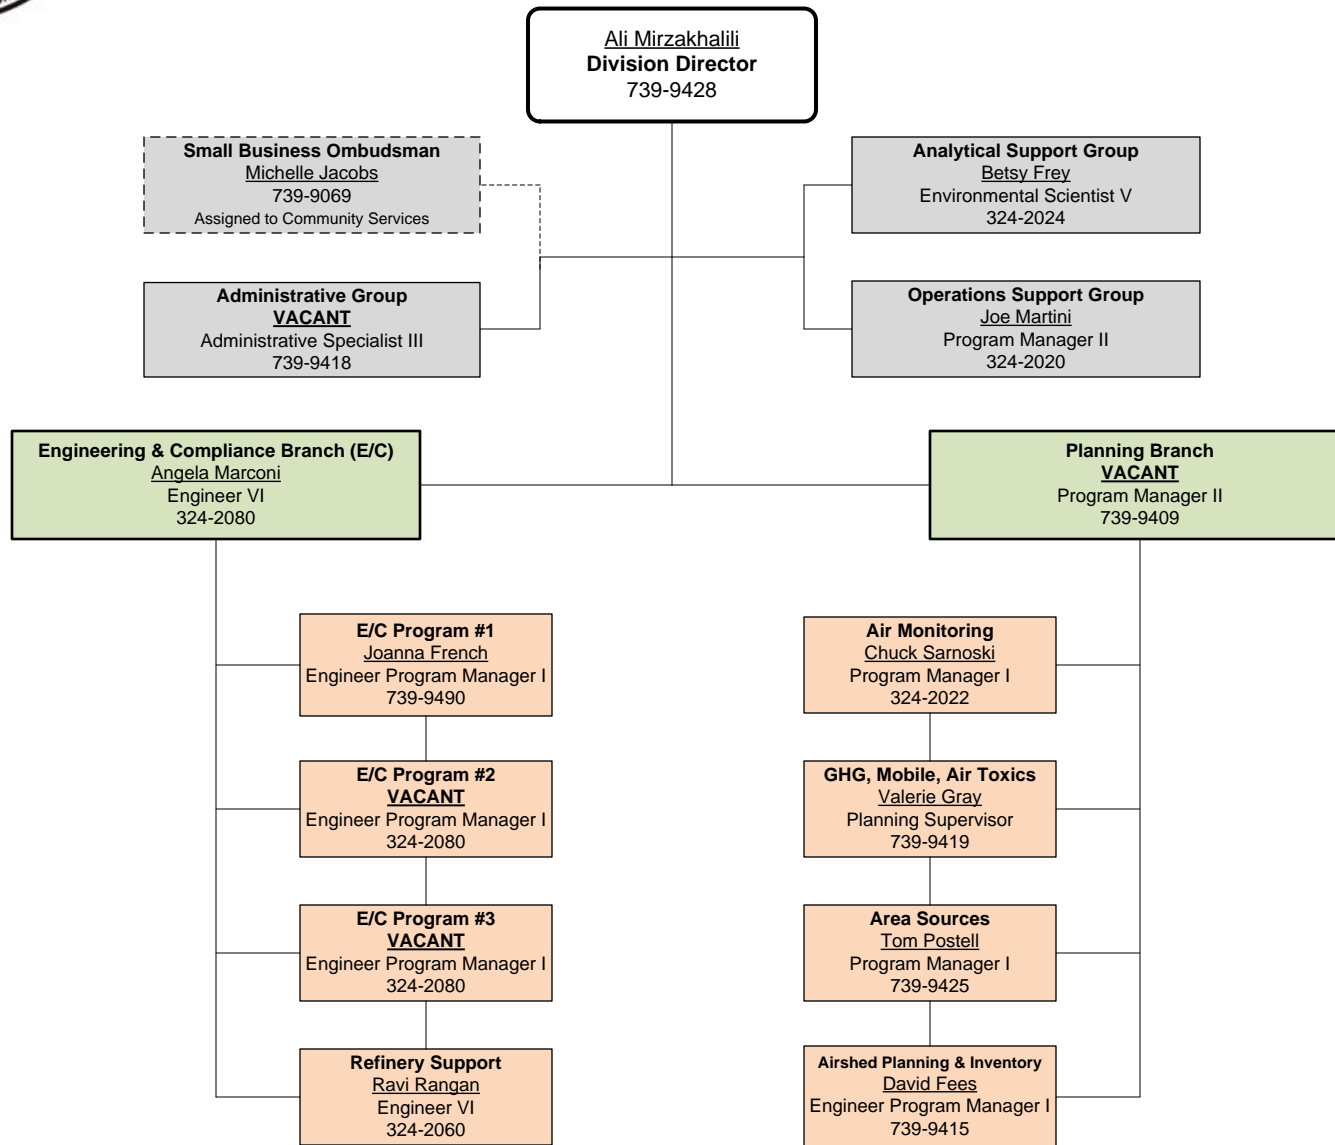 Ali Mirzakhalili
Division Director
739-9428
Small Business Ombudsman
Michelle Jacobs
739-9069
Assigned to Community Services
Analytical Support Group
Betsy Frey
Environmental Scientist V
324-2024
Administrative Group
VACANT
Administrative Specialist III
739-9418
Operations Support Group
Joe Martini
Program Manager II
324-2020
Engineering & Compliance Branch (E/C)
Angela Marconi
Engineer VI
324-2080
Planning Branch
VACANT
Program Manager II
739-9409
E/C Program #1
Joanna French
Engineer Program Manager I
739-9490
E/C Program #2
VACANT
Engineer Program Manager I
324-2080
E/C Program #3
VACANT
Engineer Program Manager I
324-2080
Refinery Support
Ravi Rangan
Engineer VI
324-2060
Air Monitoring
Chuck Sarnoski
Program Manager I
324-2022
GHG, Mobile, Air Toxics
Valerie Gray
Planning Supervisor
739-9419
Area Sources
Tom Postell
Program Manager I
739-9425
Airshed Planning & Inventory
David Fees
Engineer Program Manager I
739-9415